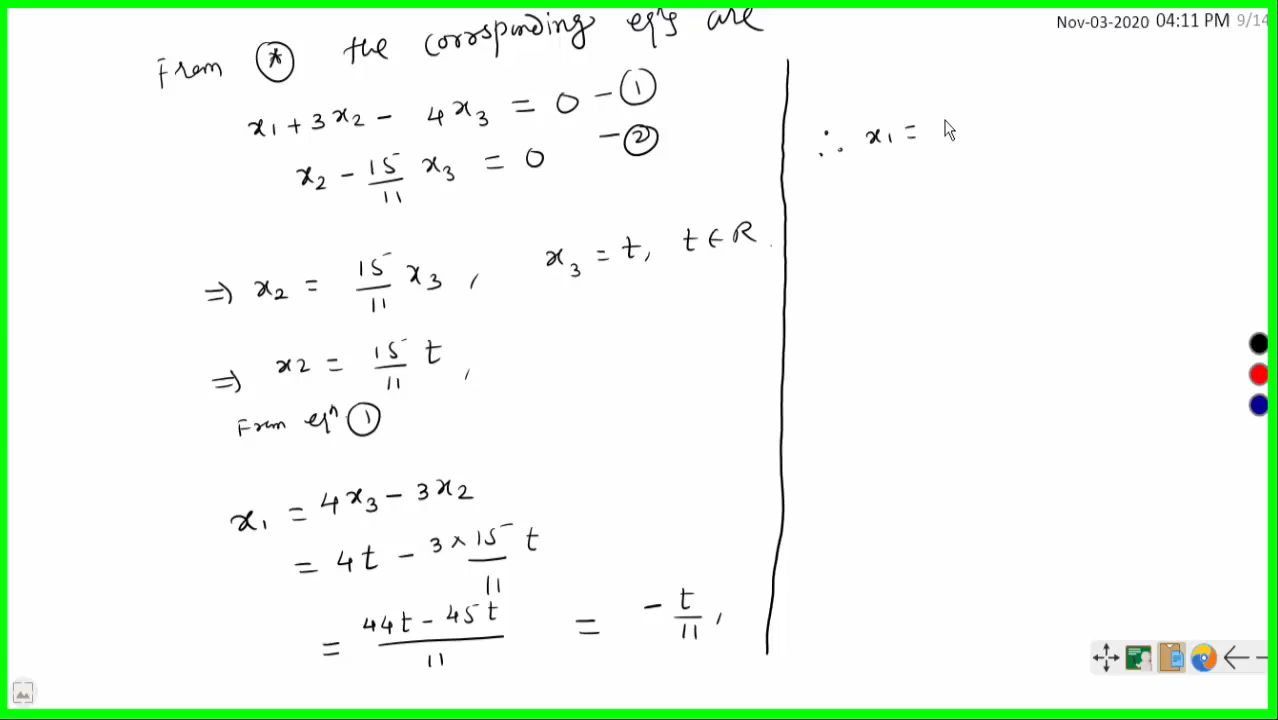 Nov-03-2020 04:11 PM 9/14
From ⊛ the corrsponding eqⁿs are
x₁ + 3x₂ - 4x₃ = 0 - ①
x₂ - 15/11 x₃ = 0 - ②
⇒ x₂ = 15/11 x₃ , x₃ = t, t ∈ R.
⇒ x2 = 15/11 t ,
From eqⁿ ①
x₁ = 4x₃ - 3x₂
= 4t - 3 × 15/11 t
= 44t - 45t/11 = - t/11 ,
∴ x₁ =